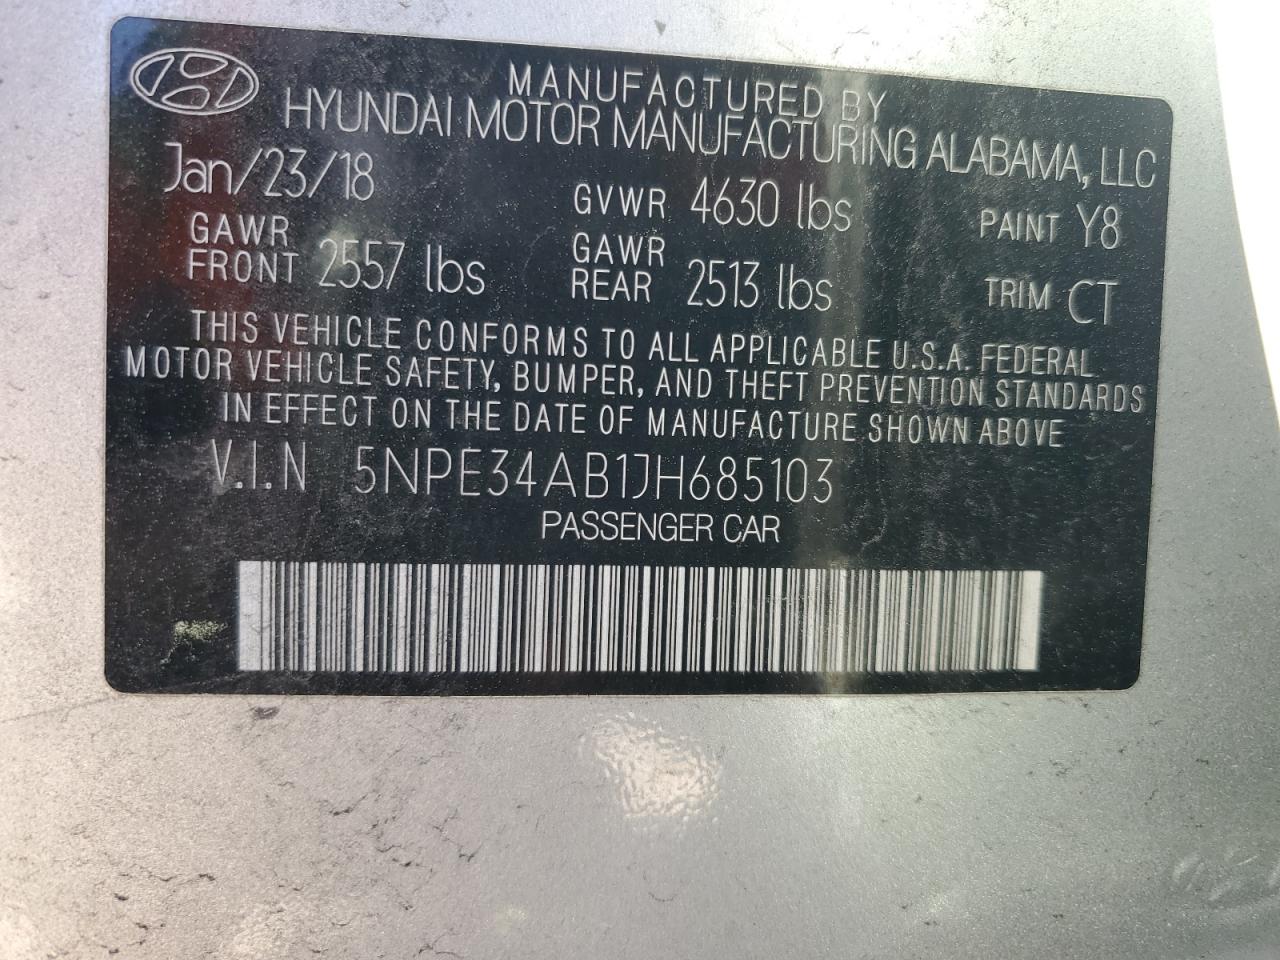 MANUFACTURED BY
HYUNDAI MOTOR MANUFACTURING ALABAMA, LLC
Jan/23/18 GVWR 4630 lbs PAINT Y8
GAWR FRONT 2557 lbs GAWR REAR 2513 lbs TRIM CT
THIS VEHICLE CONFORMS TO ALL APPLICABLE U.S.A. FEDERAL
MOTOR VEHICLE SAFETY, BUMPER, AND THEFT PREVENTION STANDARDS
IN EFFECT ON THE DATE OF MANUFACTURE SHOWN ABOVE
V.I.N 5NPE34AB1JH685103
PASSENGER CAR